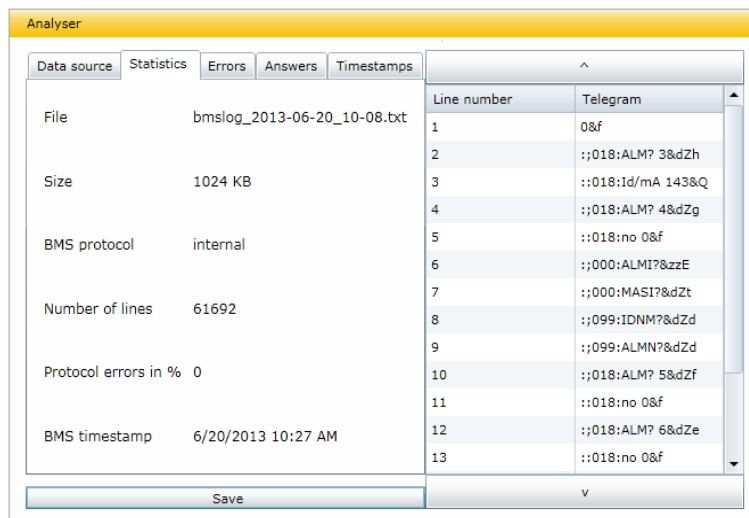 Analyser
Data source Statistics Errors Answers Timestamps ^
File bmslog_2013-06-20_10-08.txt
Size 1024 KB
BMS protocol internal
Number of lines 61692
Protocol errors in % 0
BMS timestamp 6/20/2013 10:27 AM
Save
Line number Telegram
1 0&f
2 :;018:ALM? 3&dZh
3 ::018:Id/mA 143&Q
4 :;018:ALM? 4&dZg
5 ::018:no 0&f
6 :;000:ALMI?&zzE
7 :;000:MASI?&dZt
8 :;099:IDNM?&dZd
9 :;099:ALMN?&dZd
10 :;018:ALM? 5&dZf
11 ::018:no 0&f
12 :;018:ALM? 6&dZe
13 ::018:no 0&f
v